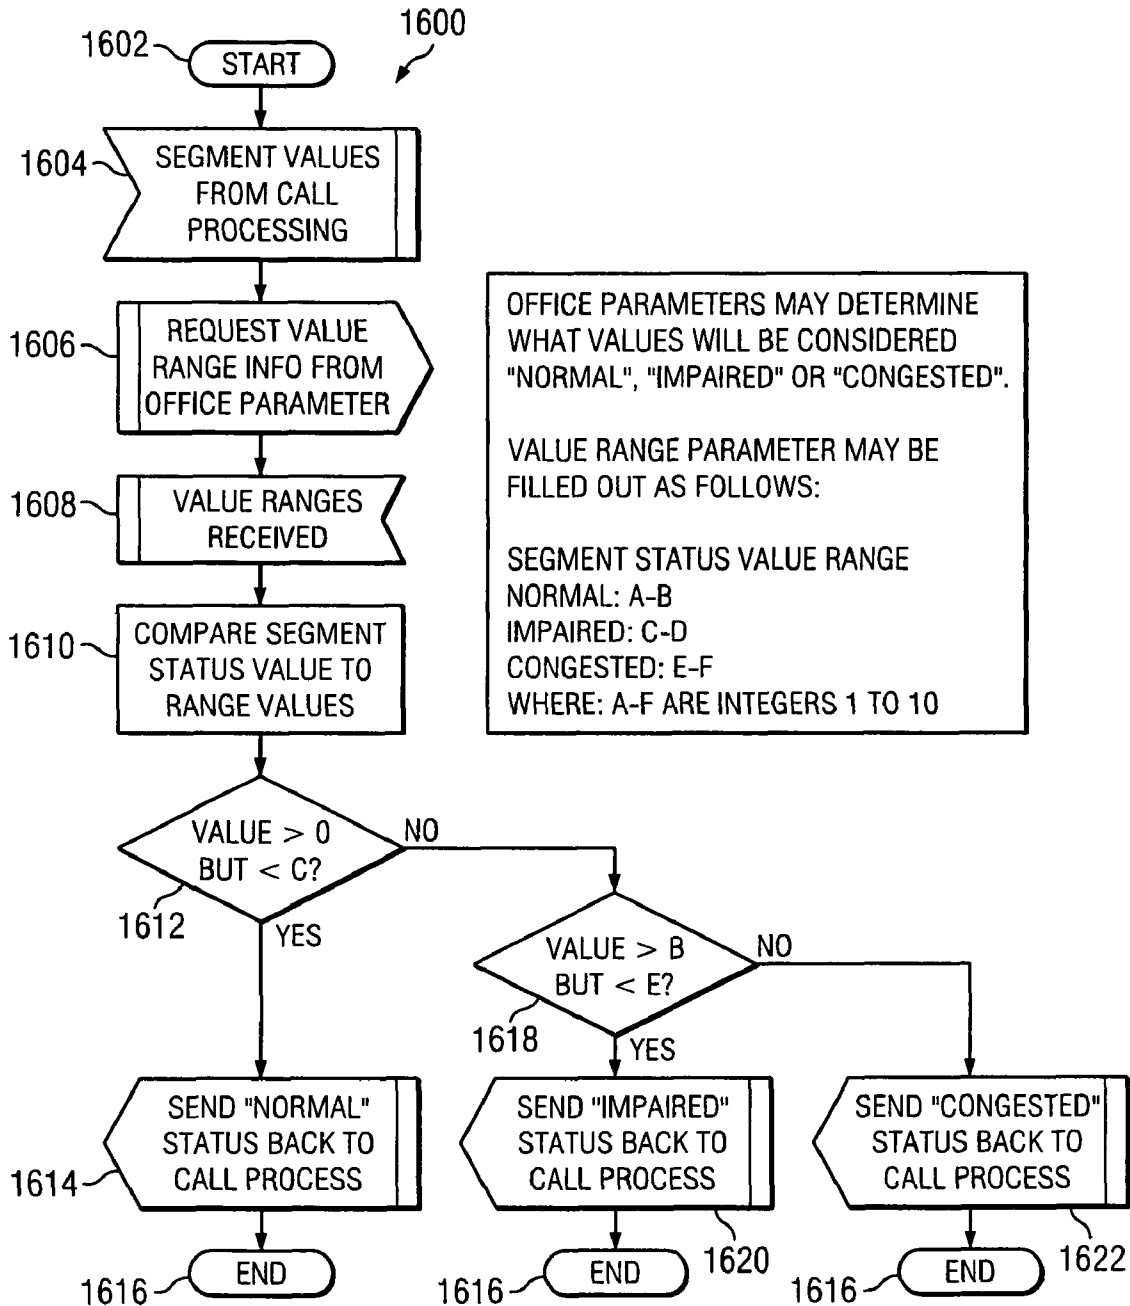 1600
1602
START
1604
SEGMENT VALUES
FROM CALL
PROCESSING
1606
REQUEST VALUE
RANGE INFO FROM
OFFICE PARAMETER
1608
VALUE RANGES
RECEIVED
1610
COMPARE SEGMENT
STATUS VALUE TO
RANGE VALUES
OFFICE PARAMETERS MAY DETERMINE
WHAT VALUES WILL BE CONSIDERED
"NORMAL", "IMPAIRED" OR "CONGESTED".
VALUE RANGE PARAMETER MAY BE
FILLED OUT AS FOLLOWS:
SEGMENT STATUS VALUE RANGE
NORMAL: A-B
IMPAIRED: C-D
CONGESTED: E-F
WHERE: A-F ARE INTEGERS 1 TO 10
VALUE > 0
BUT < C?
NO
1612
YES
VALUE > B
BUT < E?
NO
1618
YES
SEND "NORMAL"
STATUS BACK TO
CALL PROCESS
1614
SEND "IMPAIRED"
STATUS BACK TO
CALL PROCESS
1620
SEND "CONGESTED"
STATUS BACK TO
CALL PROCESS
1622
1616
END
1616
END
1616
END